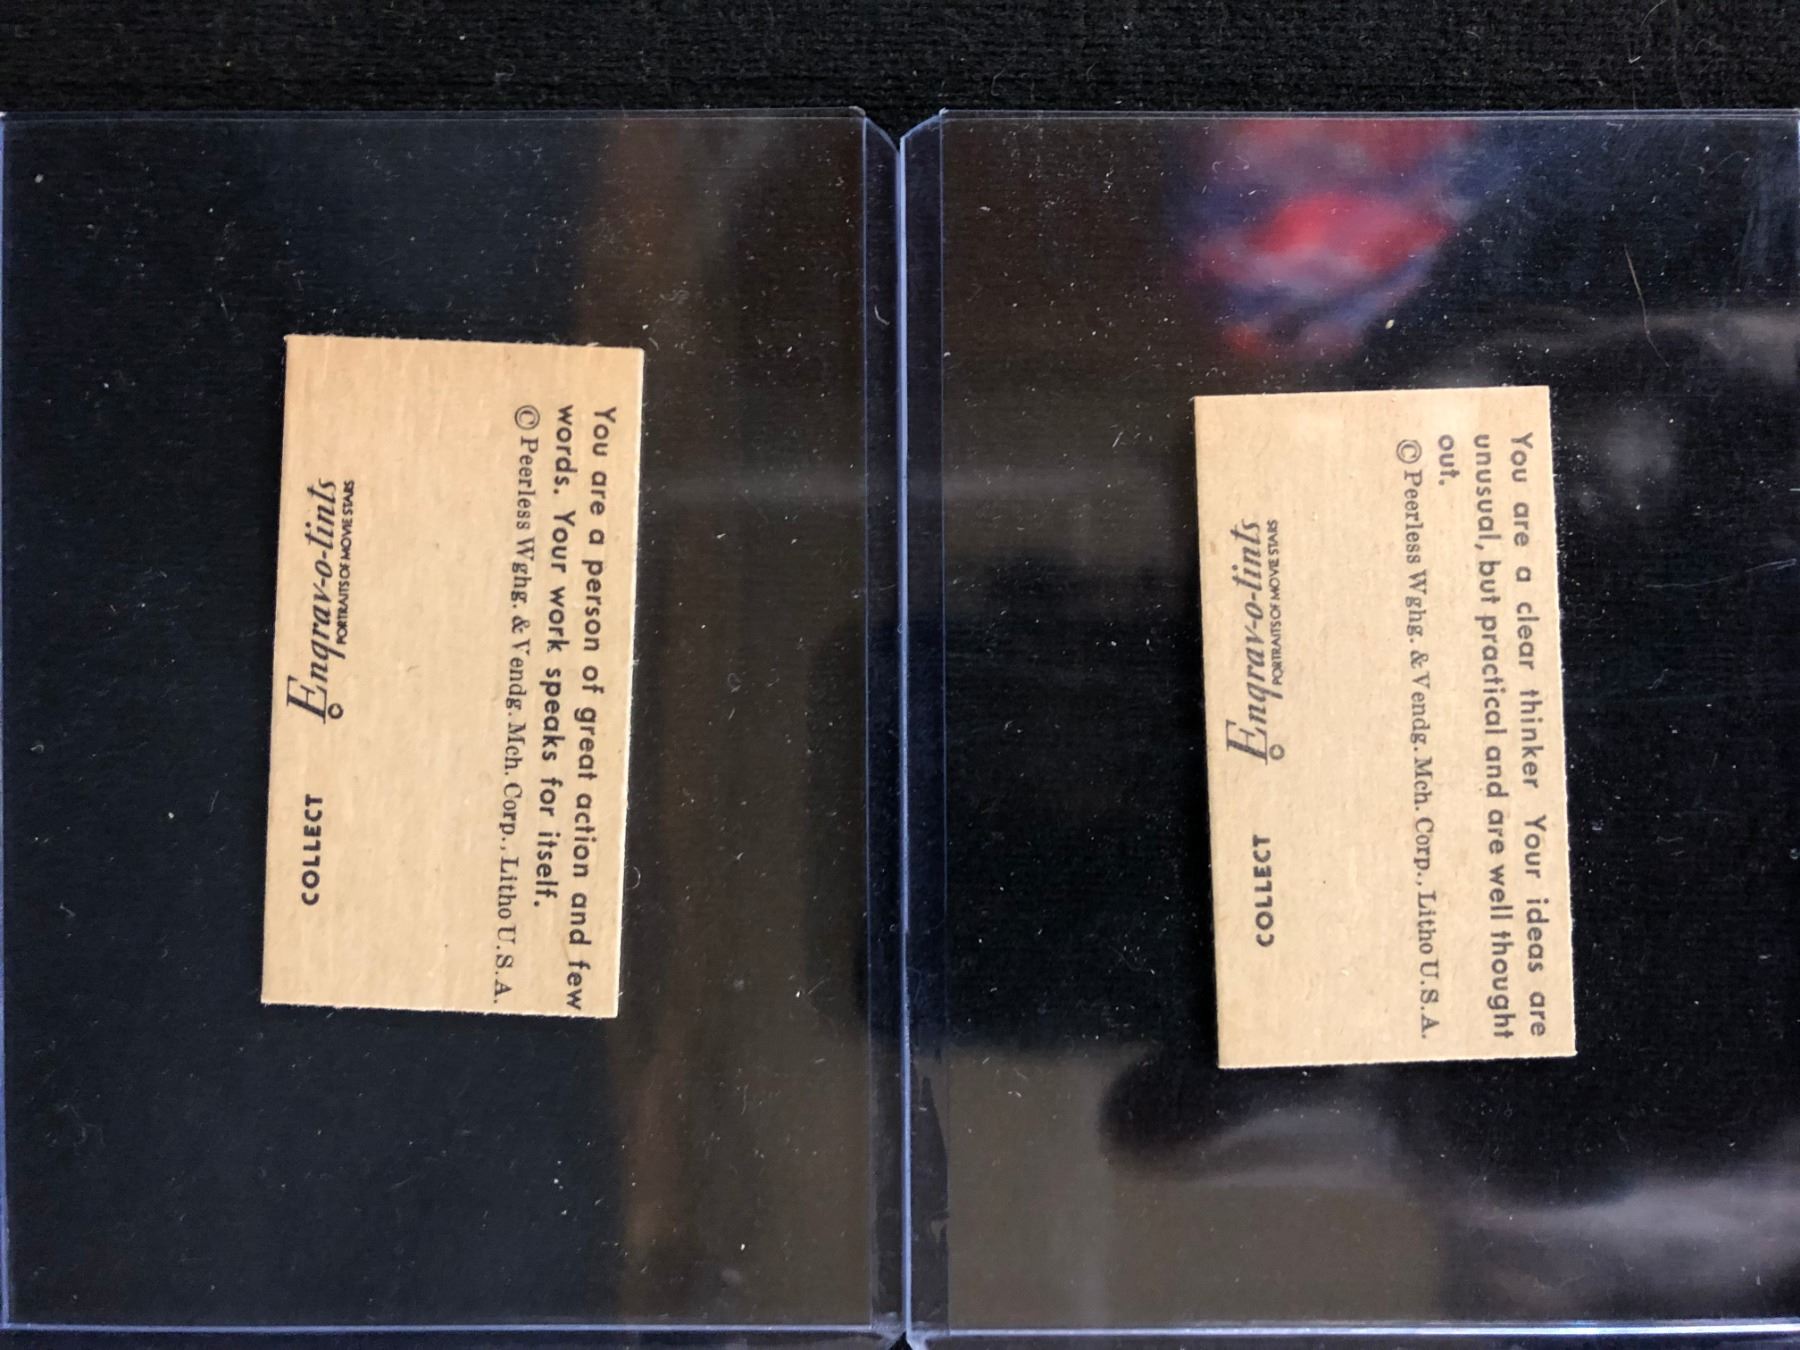 You are a person of great action and few
words. Your work speaks for itself.
© Peerless Wghg. & Vendg. Mch. Corp., Litho U.S.A.
COLLECT
Engrav-o-tints
PORTRAITS OF MOVIE STARS
You are a clear thinker Your ideas are
unusual, but practical and are well thought
out.
© Peerless Wghg. & Vendg. Mch. Corp., Litho U.S.A.
COLLECT
Engrav-o-tints
PORTRAITS OF MOVIE STARS